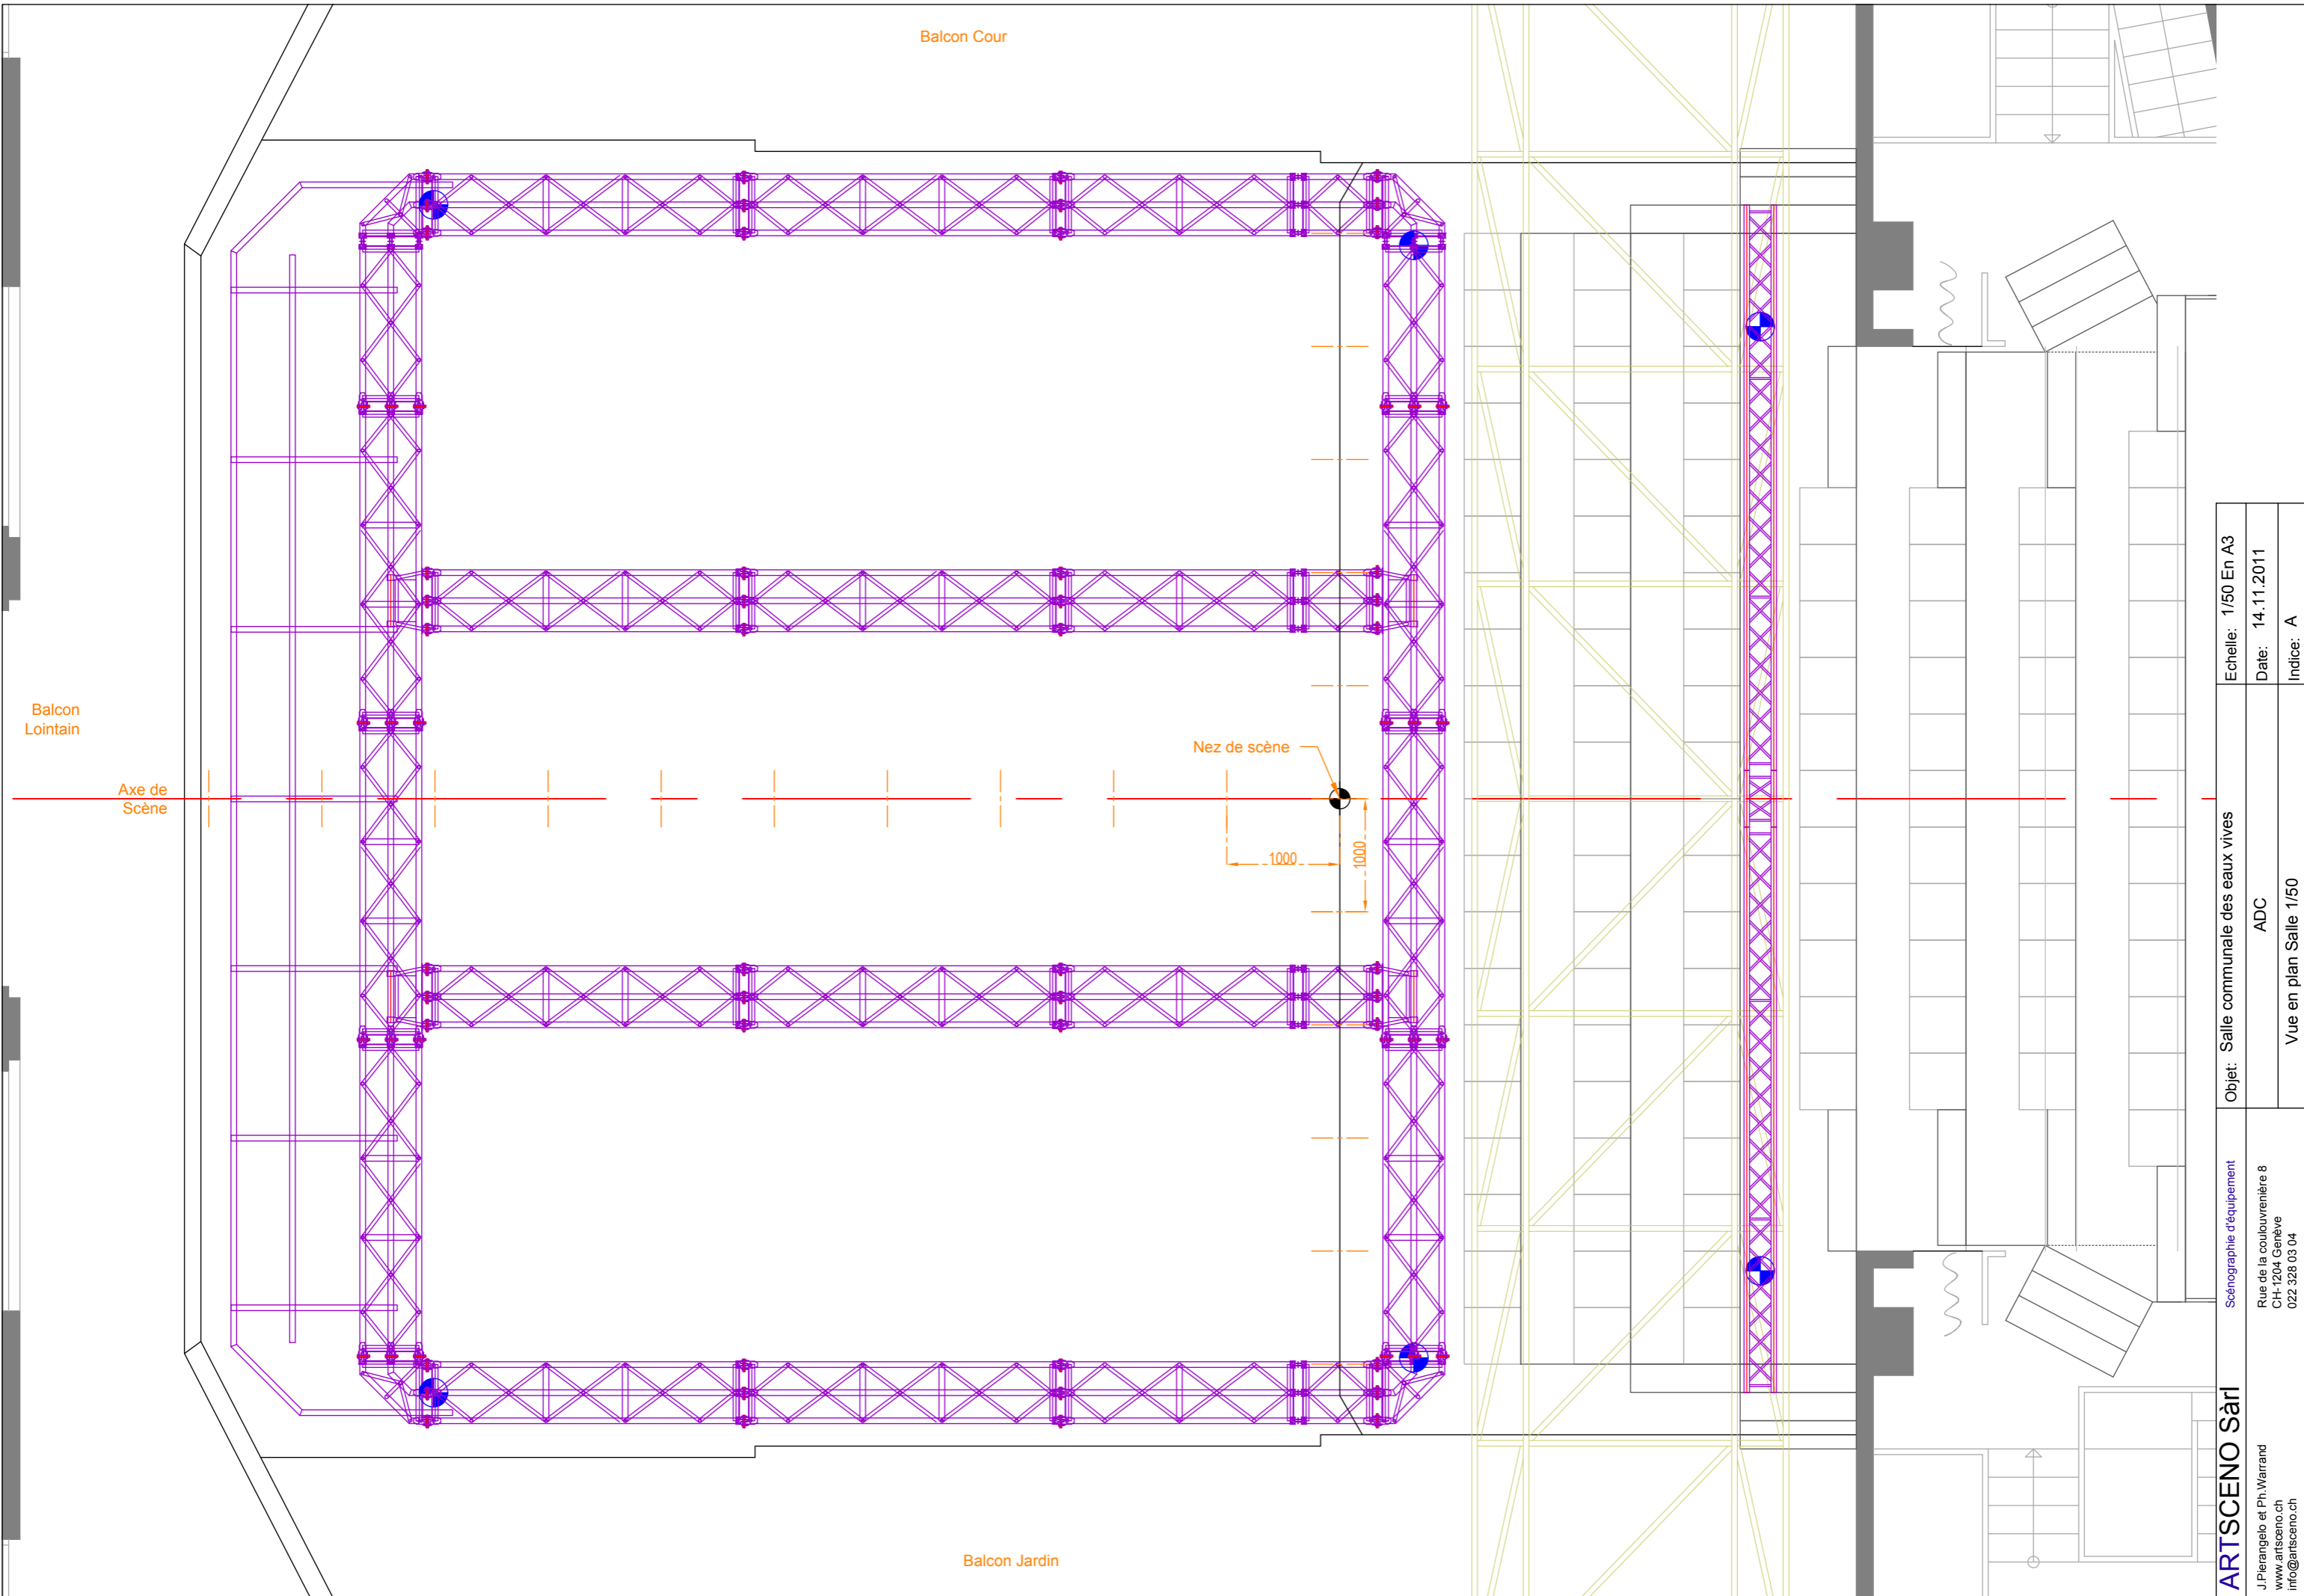 Balcon Cour
Balcon
Lointain
Axe de
Scène
Nez de scène
1000
1000
Balcon Jardin
ARTSCENO Sàrl
J.Pierangelo et Ph.Warrand
www.artsceno.ch
info@artsceno.ch
Scénographie d'équipement
Rue de la coulouvrenière 8
CH-1204 Genève
022 328 03 04
Objet: Salle communale des eaux vives
ADC
Vue en plan Salle 1/50
Echelle: 1/50 En A3
Date: 14.11.2011
Indice: A